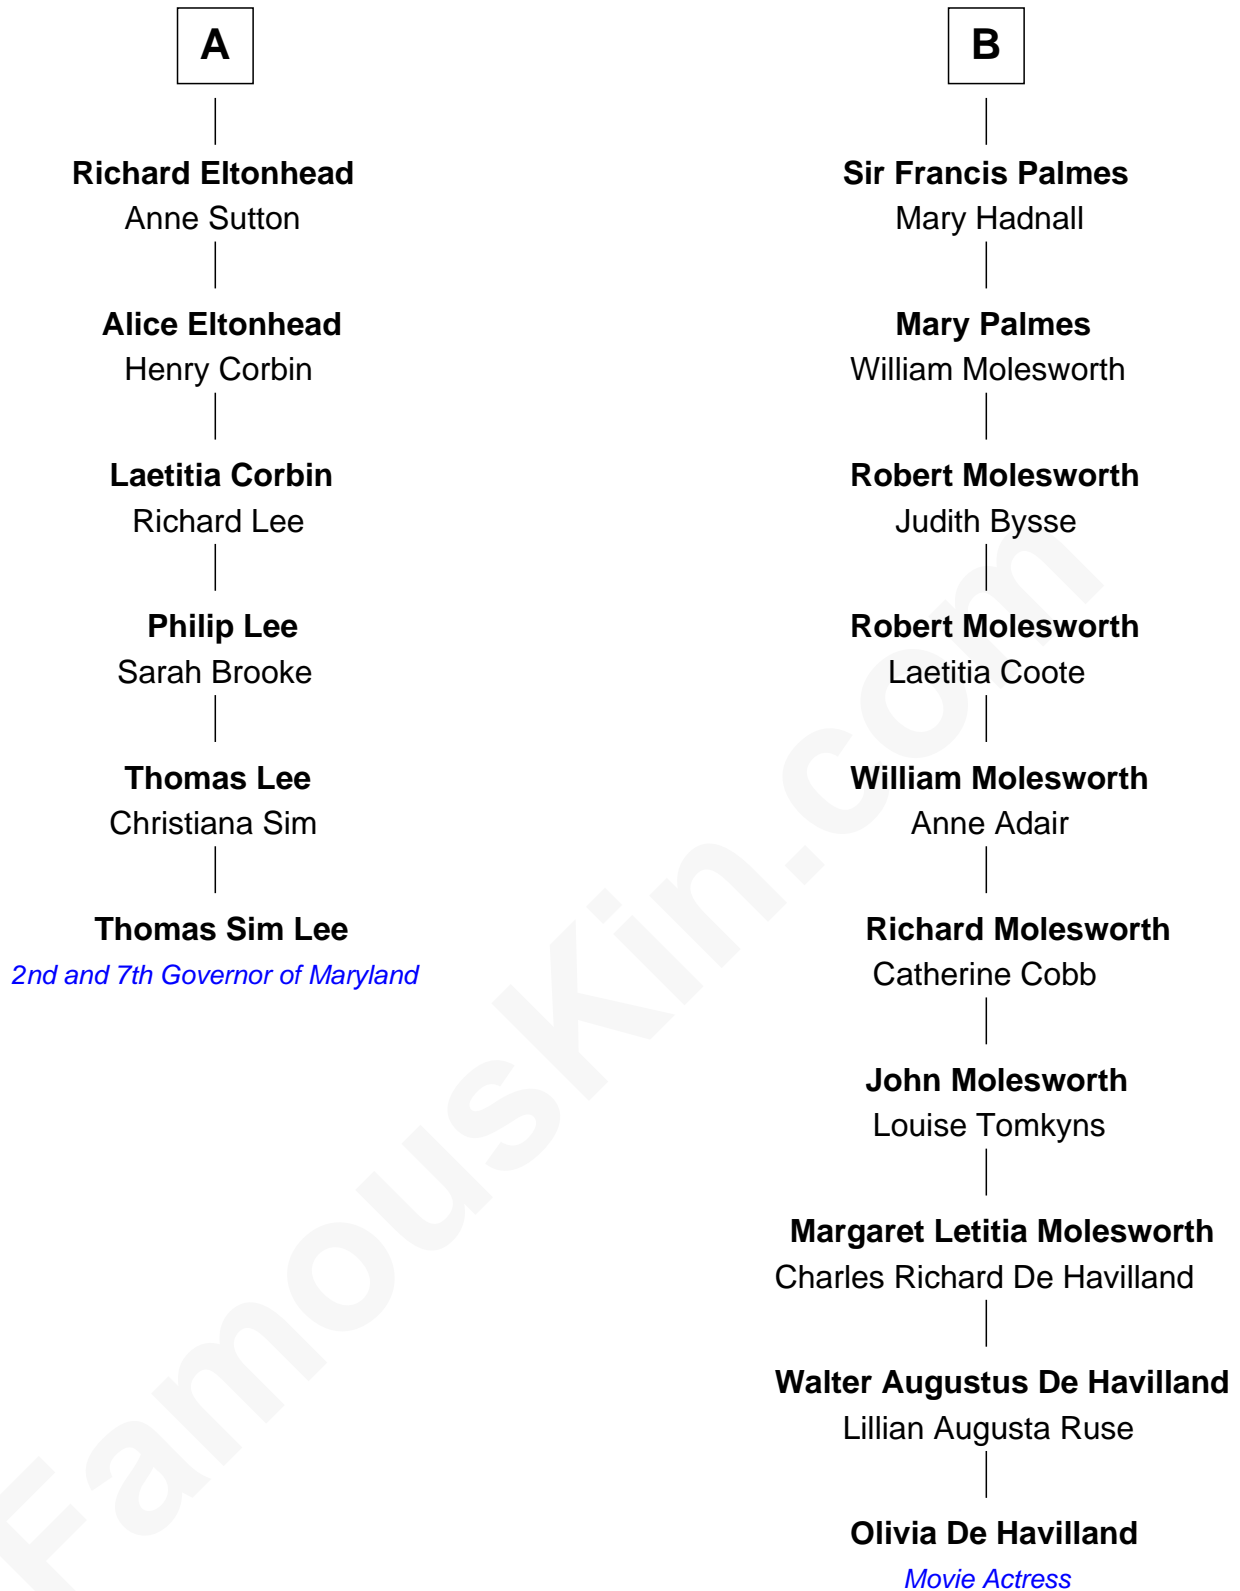 A
Richard Eltonhead
Anne Sutton
Alice Eltonhead
Henry Corbin
Laetitia Corbin
Richard Lee
Philip Lee
Sarah Brooke
Thomas Lee
Christiana Sim
Thomas Sim Lee
2nd and 7th Governor of Maryland
B
Sir Francis Palmes
Mary Hadnall
Mary Palmes
William Molesworth
Robert Molesworth
Judith Bysse
Robert Molesworth
Laetitia Coote
William Molesworth
Anne Adair
Richard Molesworth
Catherine Cobb
John Molesworth
Louise Tomkyns
Margaret Letitia Molesworth
Charles Richard De Havilland
Walter Augustus De Havilland
Lillian Augusta Ruse
Olivia De Havilland
Movie Actress
FamousKin.com